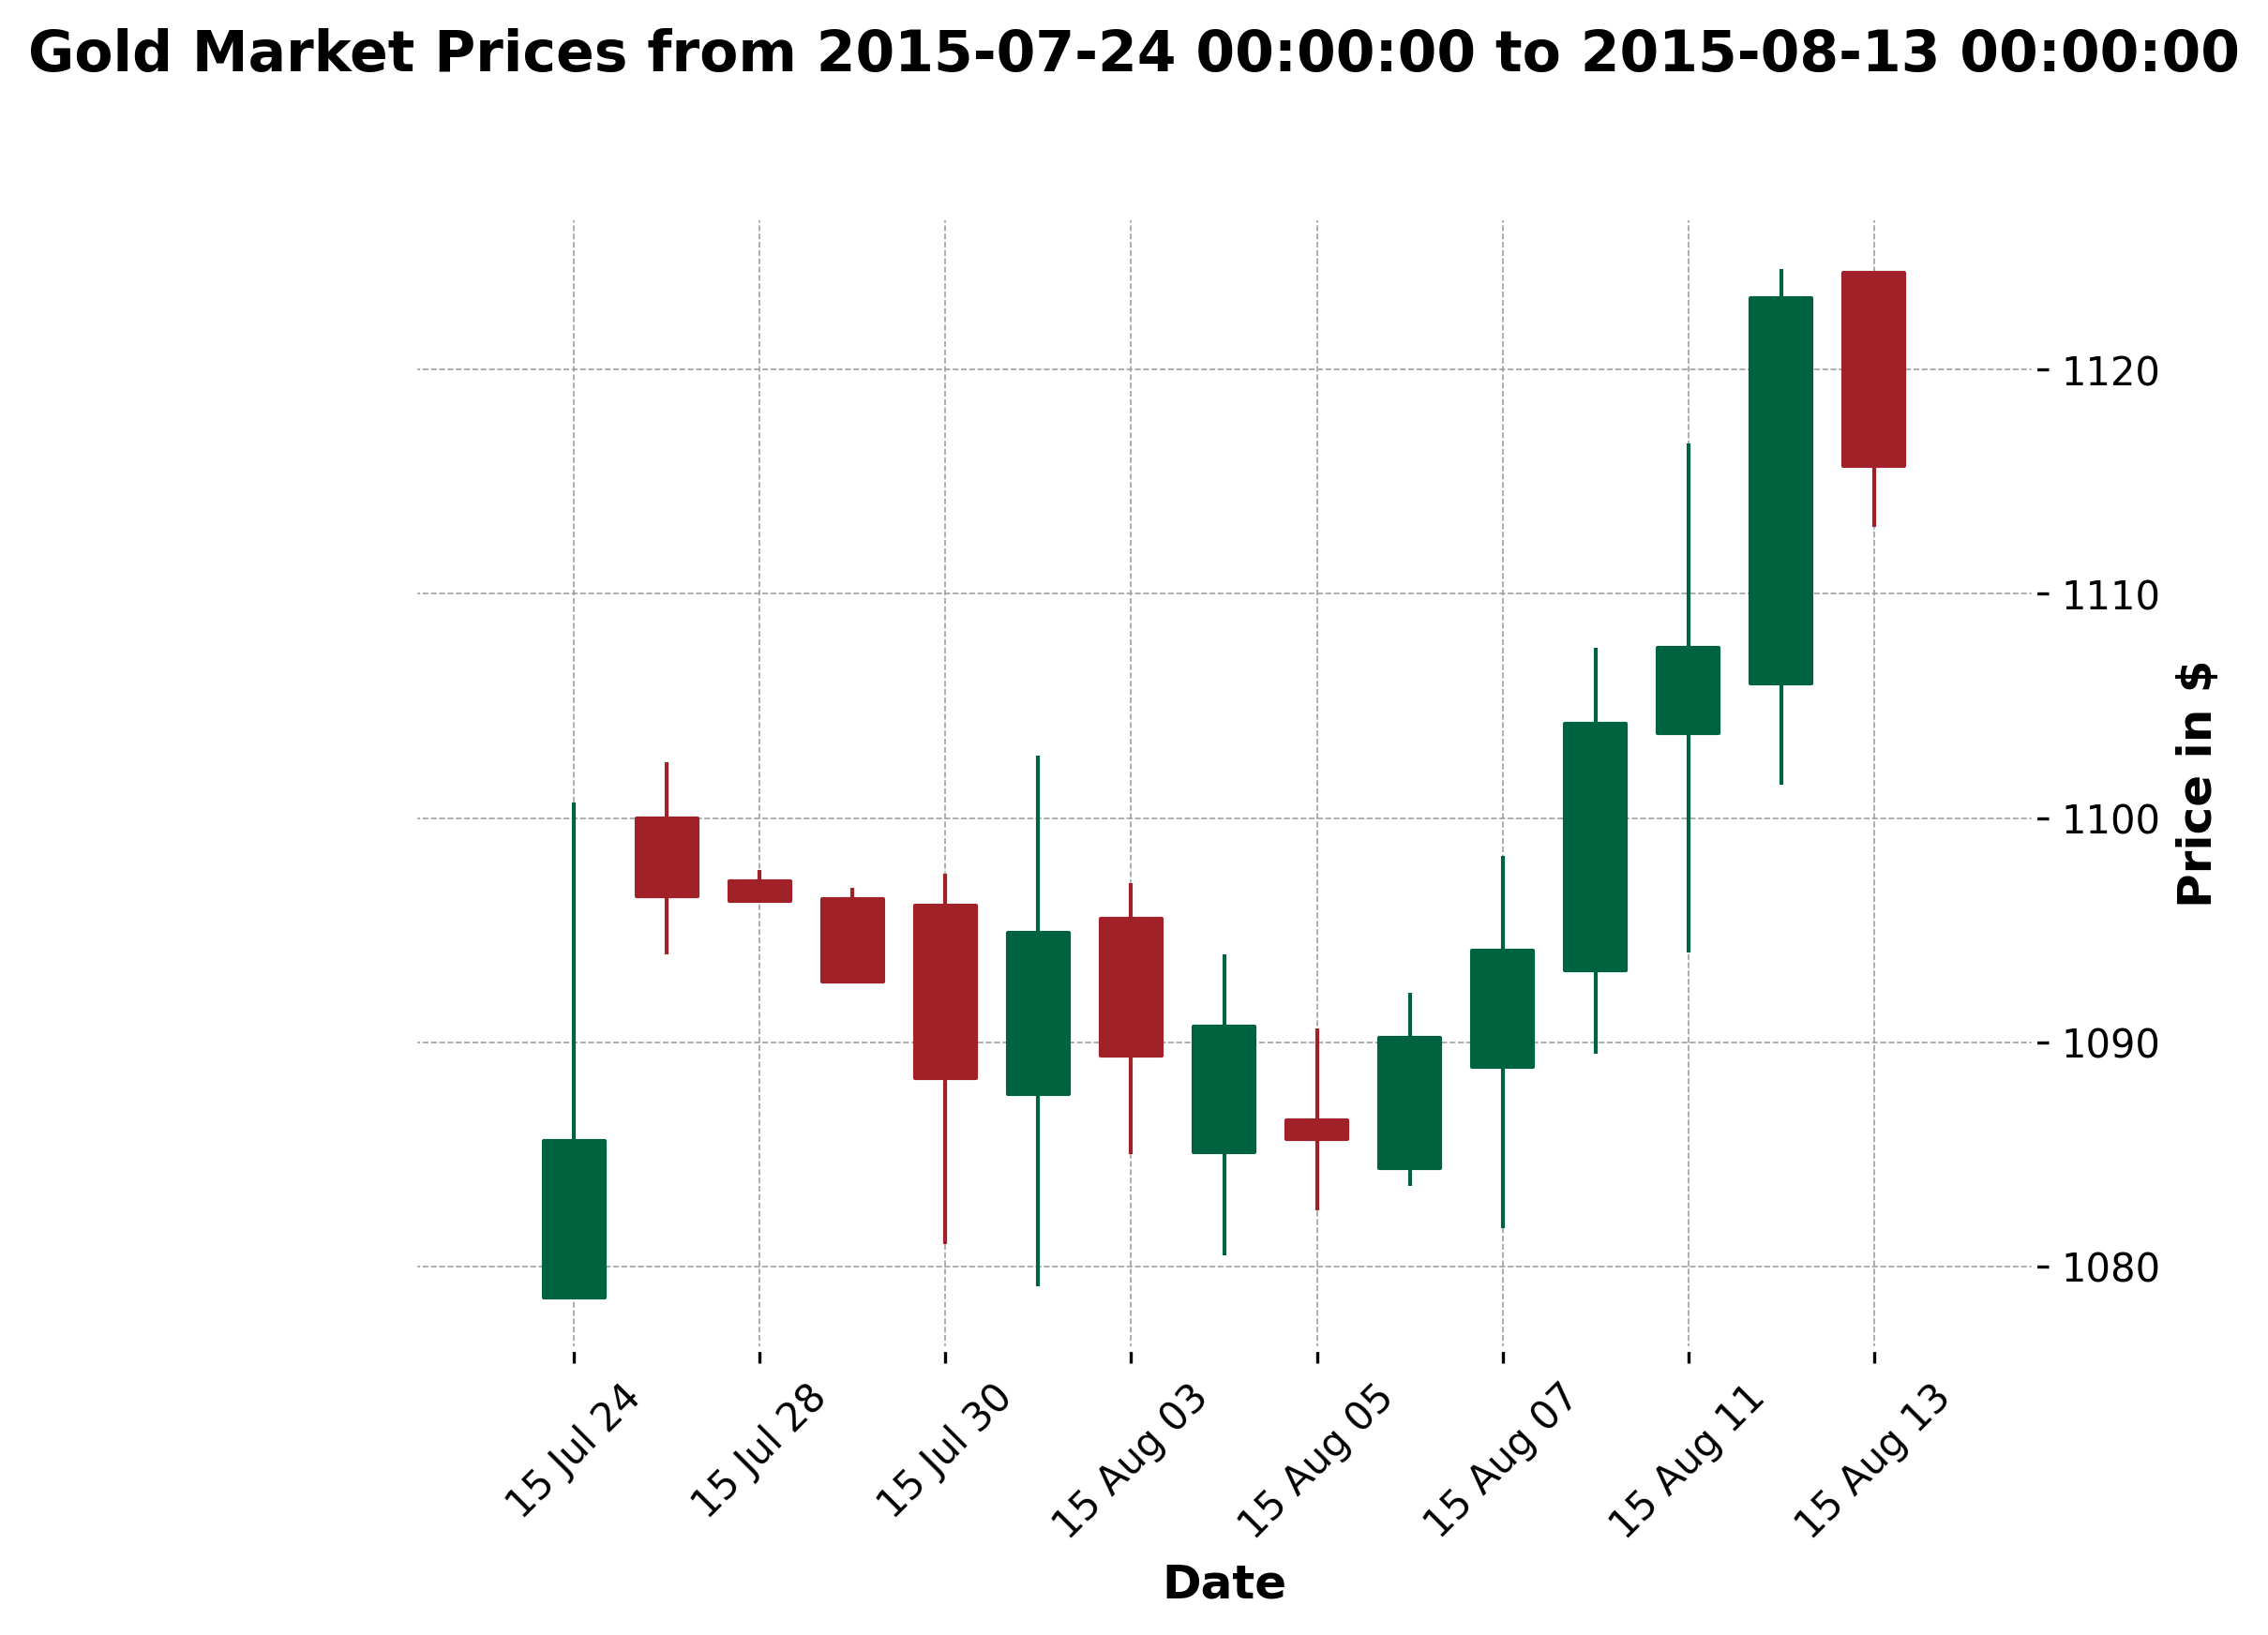 Gold Market Prices from 2015-07-24 00:00:00 to 2015-08-13 00:00:00
1120
1110
1100
1090
1080
Price in $
15 Jul 24
15 Jul 28
15 Jul 30
15 Aug 03
15 Aug 05
15 Aug 07
15 Aug 11
15 Aug 13
Date